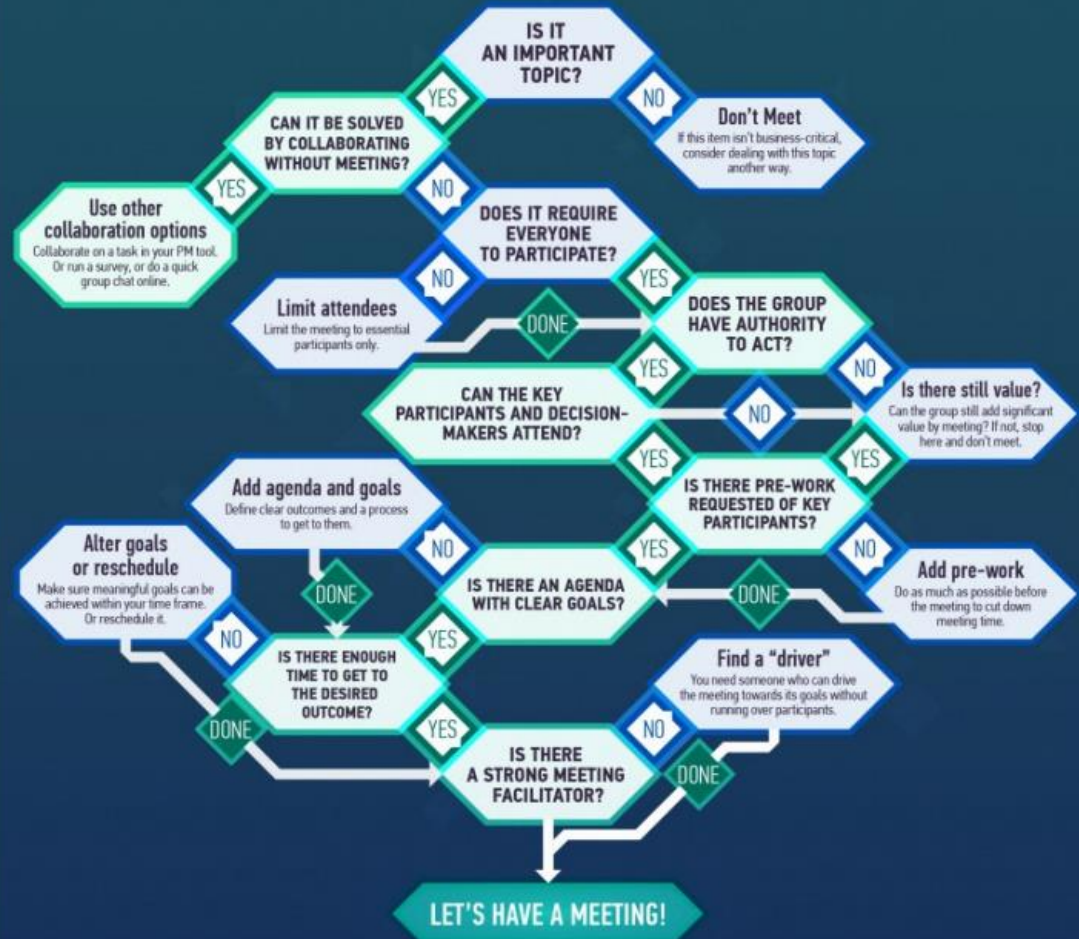 IS IT
AN IMPORTANT
TOPIC?
YES
NO
CAN IT BE SOLVED
BY COLLABORATING
WITHOUT MEETING?
Don't Meet
If this item isn't business-critical,
consider dealing with this topic
another way.
YES
NO
Use other
collaboration options
Collaborate on a task in your PM tool.
Or run a survey, or do a quick
group chat online.
DOES IT REQUIRE
EVERYONE
TO PARTICIPATE?
NO
YES
Limit attendees
Limit the meeting to essential
participants only.
DONE
DOES THE GROUP
HAVE AUTHORITY
TO ACT?
YES
NO
CAN THE KEY
PARTICIPANTS AND DECISION-
MAKERS ATTEND?
NO
Is there still value?
Can the group still add significant
value by meeting? If not, stop
here and don't meet.
YES
YES
IS THERE PRE-WORK
REQUESTED OF KEY
PARTICIPANTS?
Add agenda and goals
Define clear outcomes and a process
to get to them.
NO
YES
NO
Alter goals
or reschedule
Make sure meaningful goals can be
achieved within your time frame.
Or reschedule it.
DONE
IS THERE AN AGENDA
WITH CLEAR GOALS?
DONE
Add pre-work
Do as much as possible before
the meeting to cut down
meeting time.
NO
YES
IS THERE ENOUGH
TIME TO GET TO
THE DESIRED
OUTCOME?
Find a "driver"
You need someone who can drive
the meeting towards its goals without
running over participants.
DONE
YES
NO
IS THERE
A STRONG MEETING
FACILITATOR?
DONE
LET'S HAVE A MEETING!